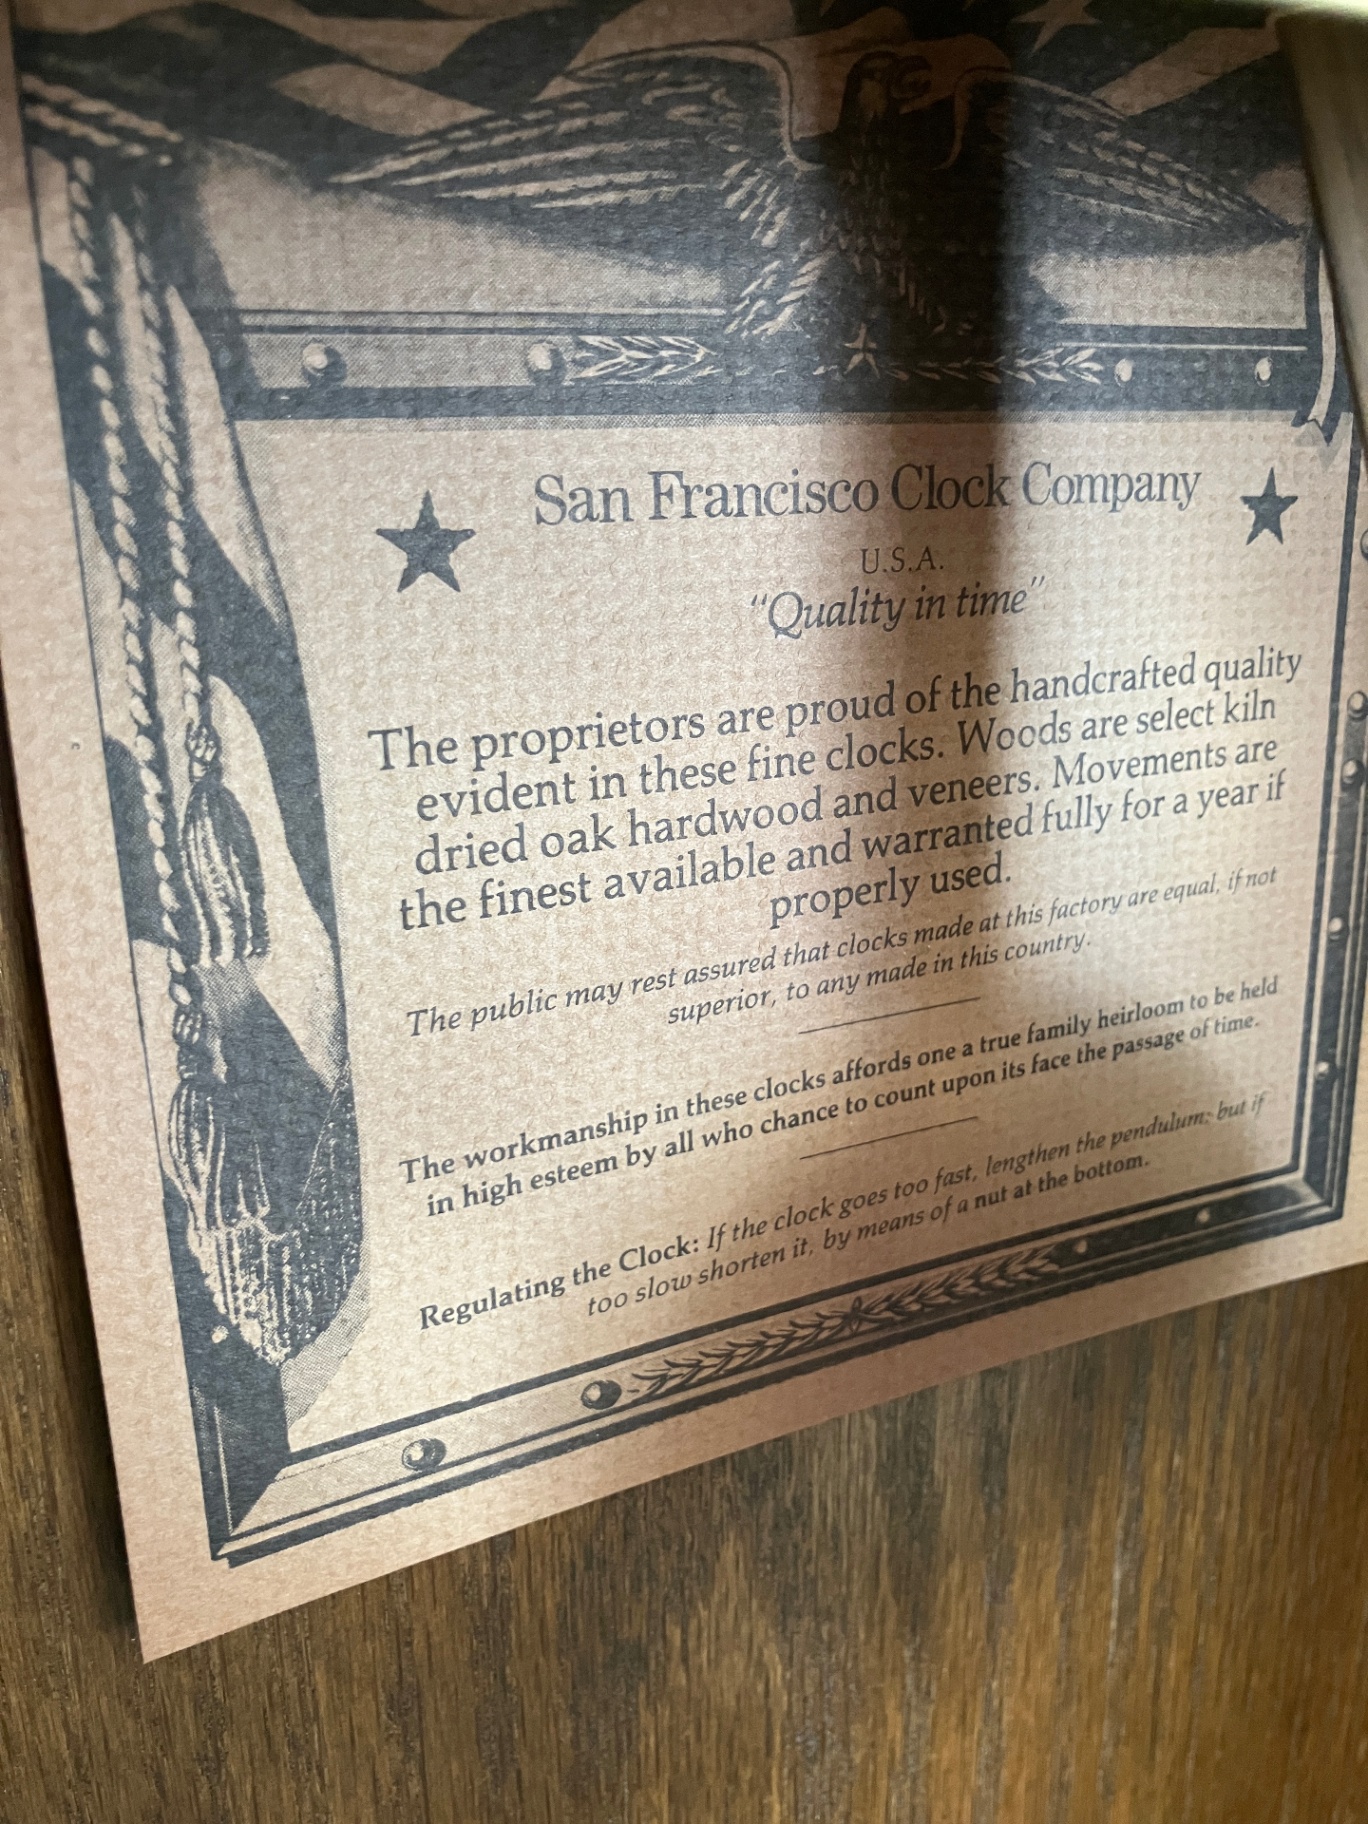 San Francisco Clock Company
U.S.A.
“Quality in time”
The proprietors are proud of the handcrafted quality
evident in these fine clocks. Woods are select kiln
dried oak hardwood and veneers. Movements are
the finest available and warranted fully for a year if
properly used.
The public may rest assured that clocks made at this factory are equal, if not
superior, to any made in this country.
The workmanship in these clocks affords one a true family heirloom to be held
in high esteem by all who chance to count upon its face the passage of time.
Regulating the Clock: If the clock goes too fast, lengthen the pendulum; but if
too slow shorten it, by means of a nut at the bottom.